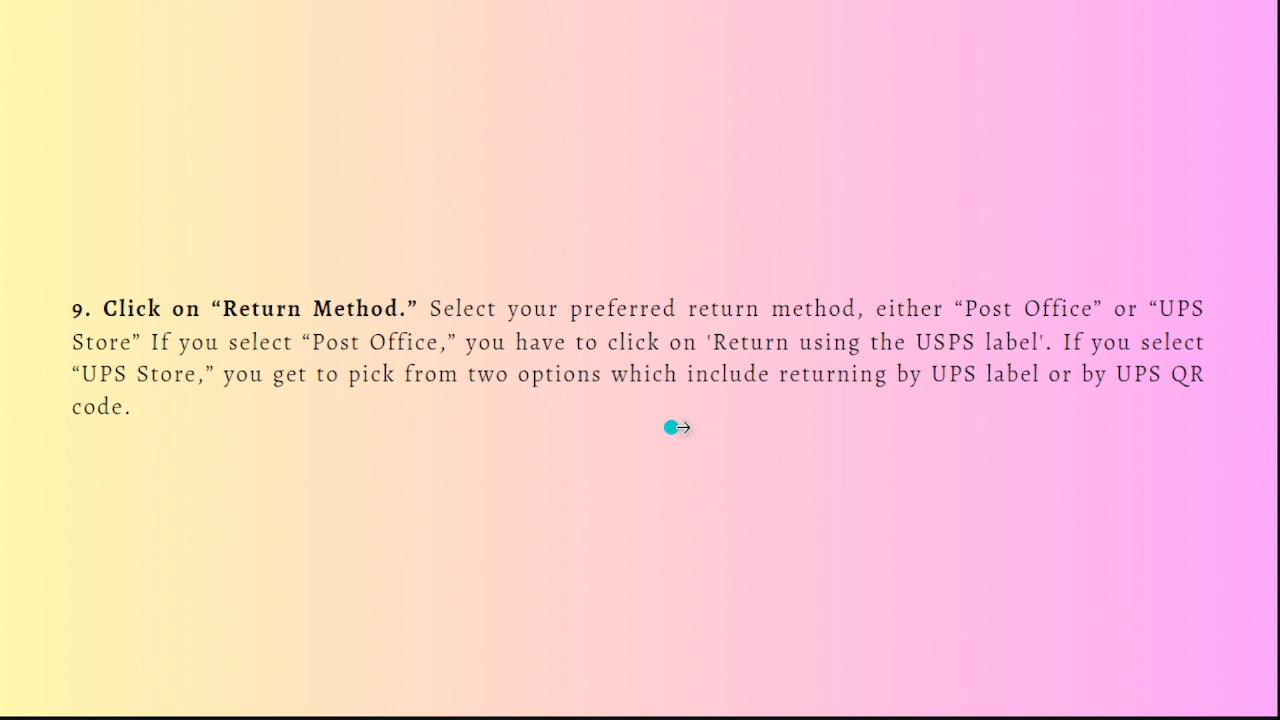 9. Click on “Return Method.” Select your preferred return method, either “Post Office” or “UPS
Store” If you select “Post Office,” you have to click on 'Return using the USPS label'. If you select
“UPS Store,” you get to pick from two options which include returning by UPS label or by UPS QR
code.